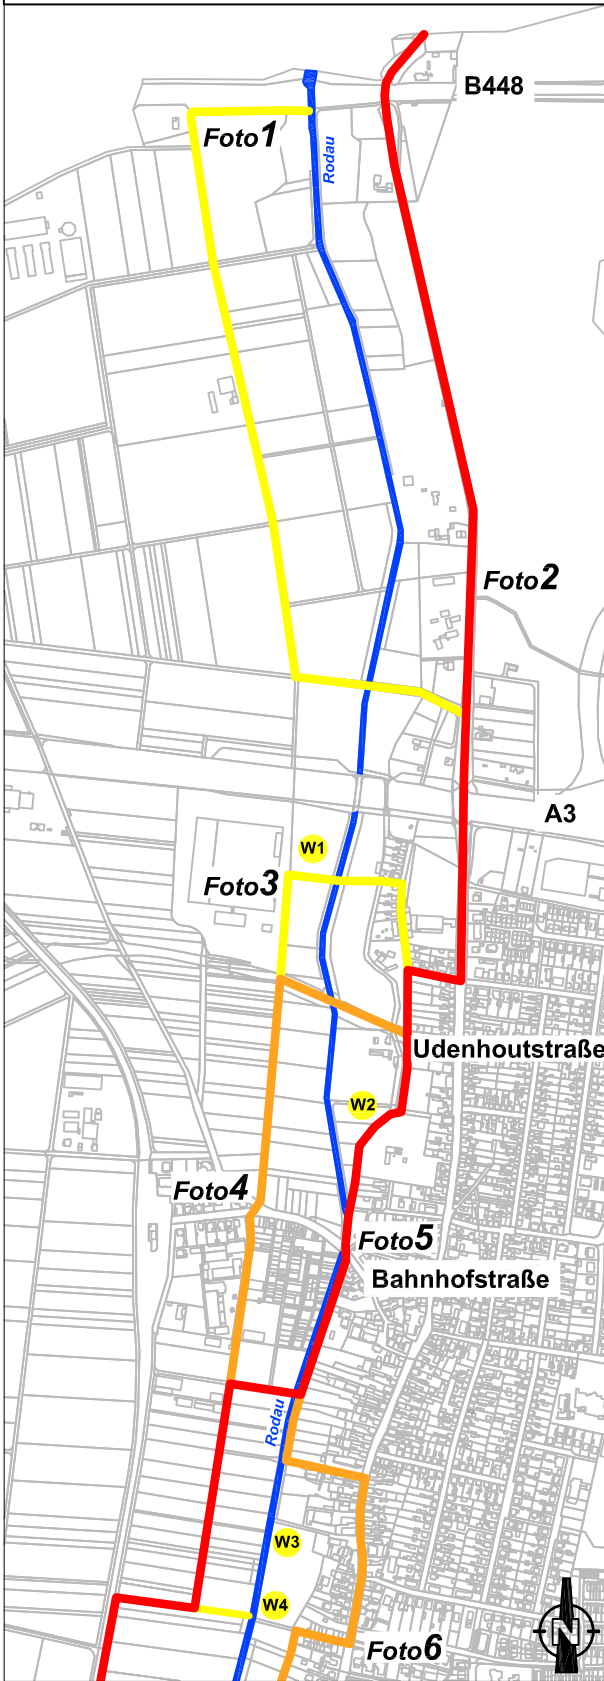 B448
Foto1
Rodau
Foto2
A3
W1
Foto3
Udenhoutstraße
W2
Foto4
Foto5
Bahnhofstraße
Rodau
W3
W4
Foto6
N